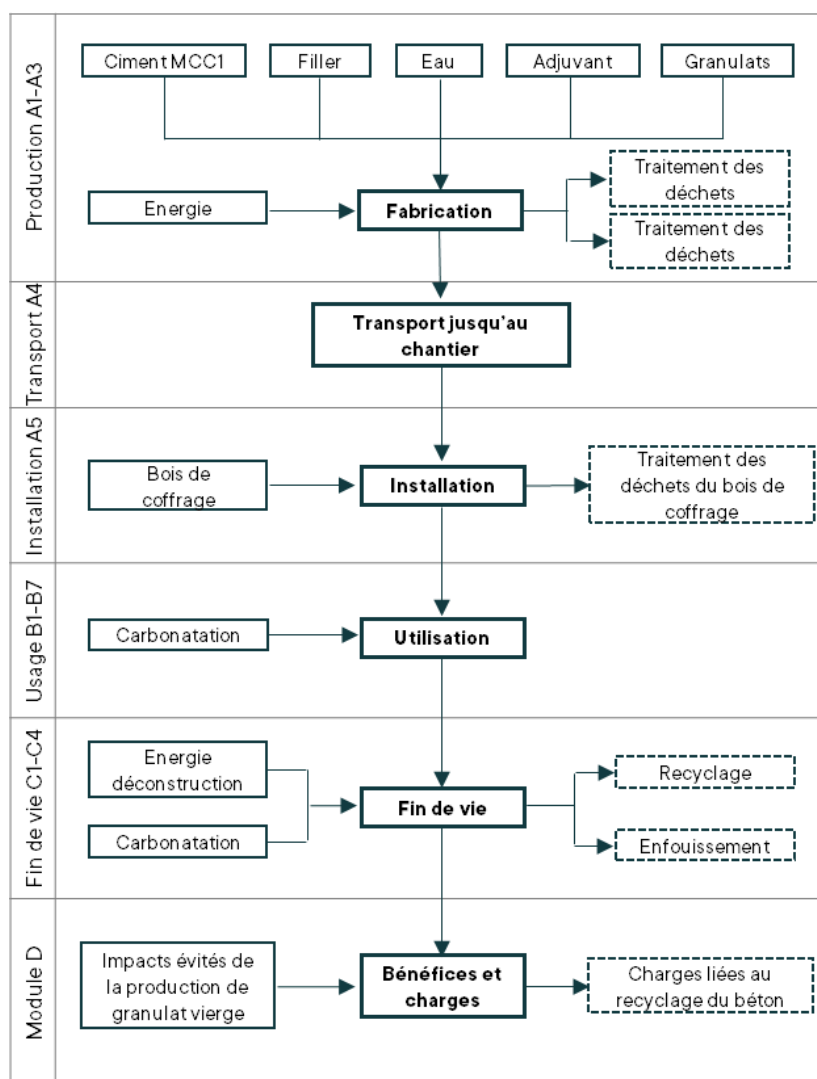 Production A1-A3
Ciment MCC1
Filler
Eau
Adjuvant
Granulats
Energie
Fabrication
Traitement des
déchets
Traitement des
déchets
Transport A4
Transport jusqu'au
chantier
Installation A5
Bois de
coffrage
Installation
Traitement des
déchets du bois de
coffrage
Usage B1-B7
Carbonatation
Utilisation
Fin de vie C1-C4
Energie
déconstruction
Carbonatation
Fin de vie
Recyclage
Enfouissement
Module D
Impacts évités de
la production de
granulat vierge
Bénéfices et
charges
Charges liées au
recyclage du béton